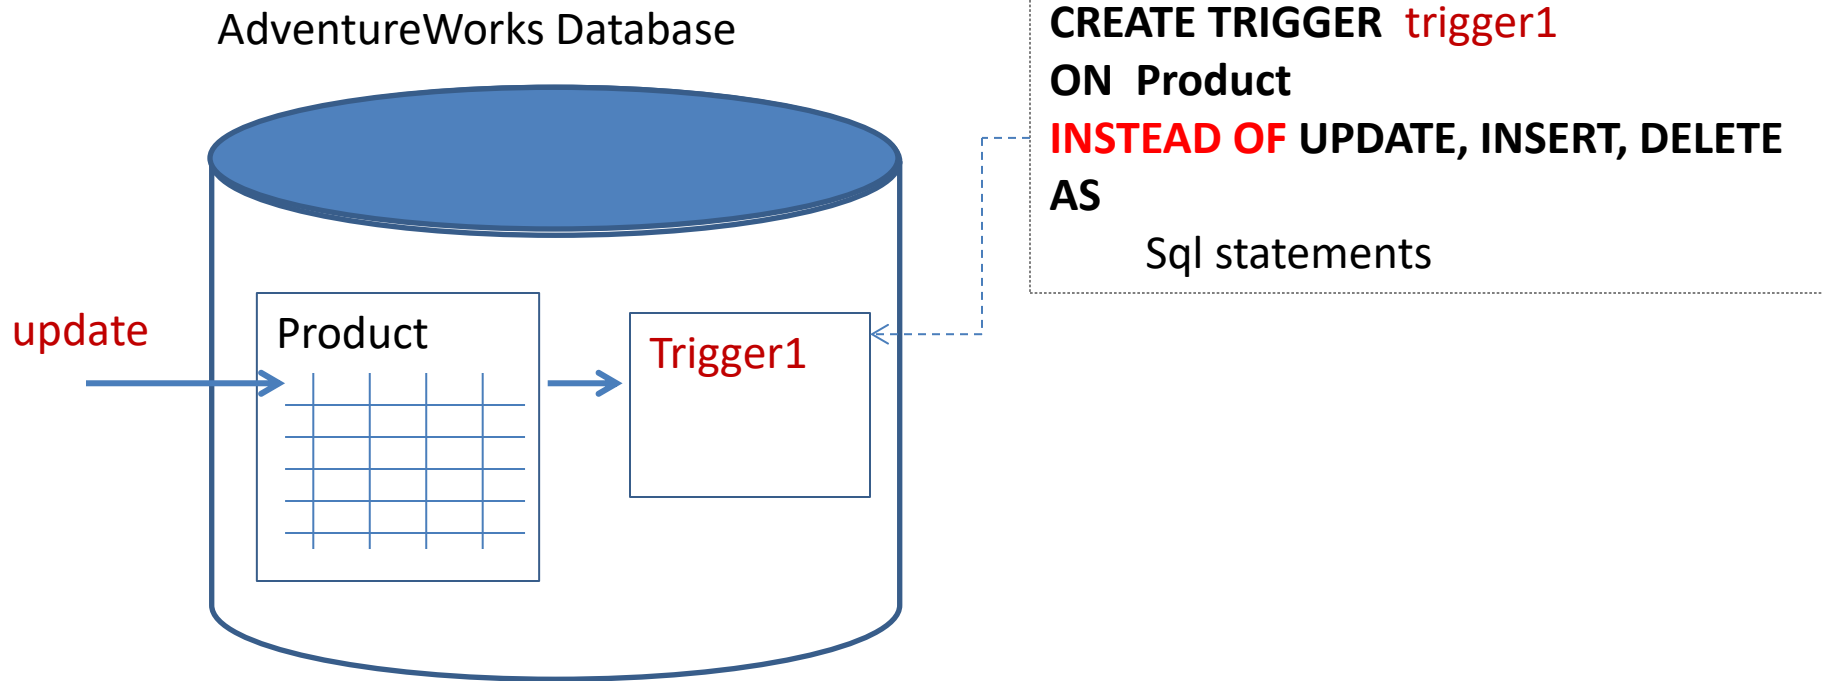 AdventureWorks Database
CREATE TRIGGER trigger1
ON Product
INSTEAD OF UPDATE, INSERT, DELETE
AS
Sql statements
update
Product
Trigger1